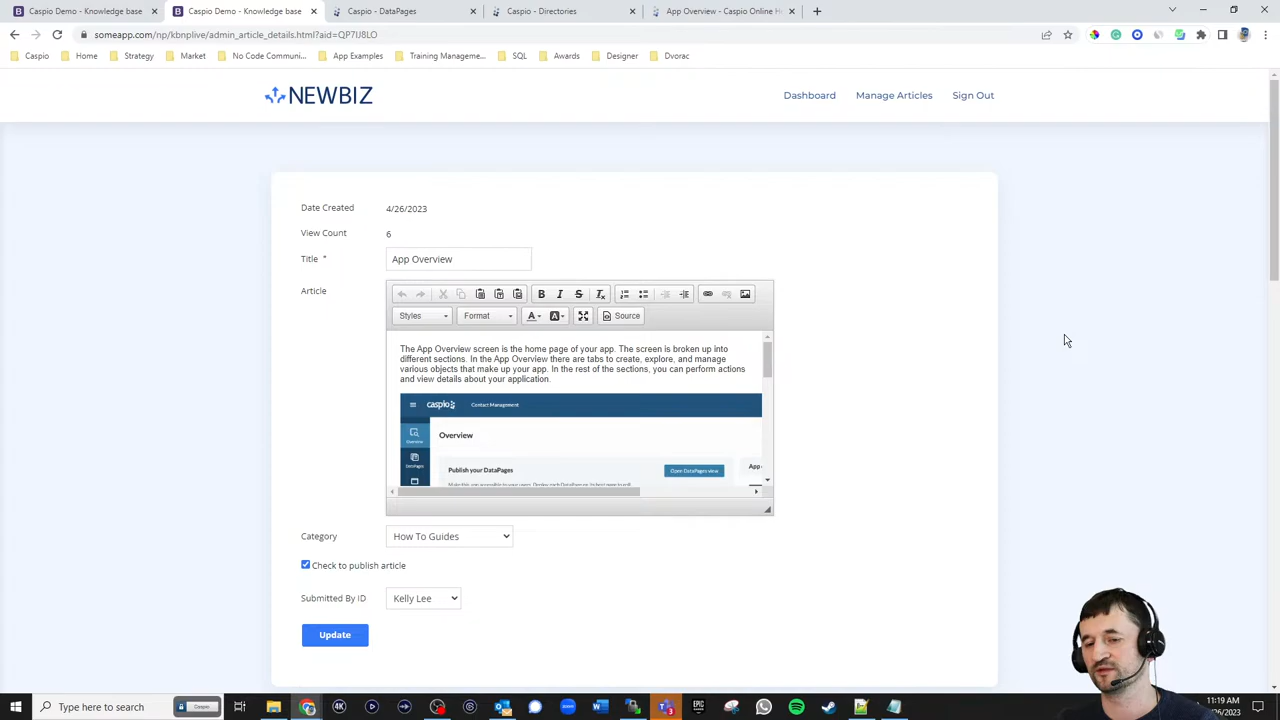 Caspio Demo - Knowledge base
Caspio Demo - Knowledge base
Caspio - DataPages
Caspio - Directories
App Overview - Caspio Online H
someapp.com/np/kbnplive/admin_article_details.html?aid=QP7IJ8LO
Caspio
Home
Strategy
Market
No Code Communi...
App Examples
Training Manageme...
SQL
Awards
Designer
Dvorac
NEWBIZ
Dashboard
Manage Articles
Sign Out
Date Created
4/26/2023
View Count
6
Title *
App Overview
Article
Styles
Format
A
A
Source
The App Overview screen is the home page of your app. The screen is broken up into
different sections. In the App Overview there are tabs to create, explore, and manage
various objects that make up your app. In the rest of the sections, you can perform actions
and view details about your application.
caspio
Contact Management
Overview
Overview
Publish your DataPages
Open DataPages view
App
DataPages
Category
How To Guides
Check to publish article
Submitted By ID
Kelly Lee
Update
Type here to search
Caspio
11:19 AM